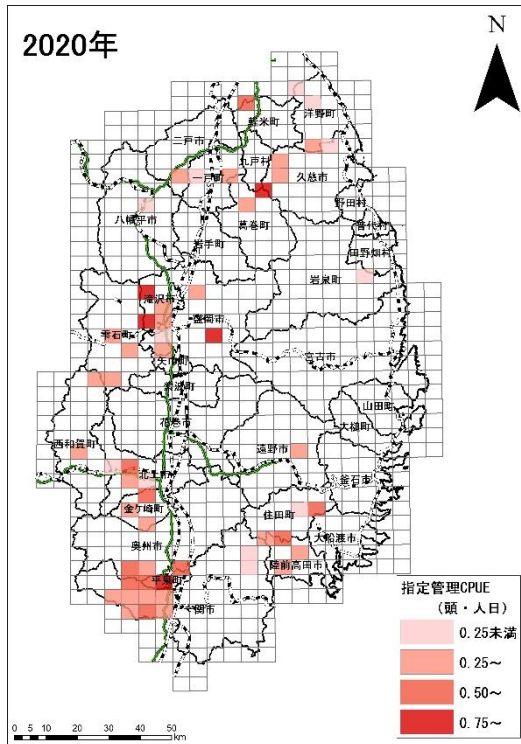 2020年
N
洋野町
軽米町
二戸市
九戸村
一戸町
久慈市
野田村
八幡平市
葛巻町
普代村
岩手町
田野畑村
岩泉町
滝沢市
盛岡市
雫石町
宮古市
矢巾町
紫波町
山田町
花巻市
大槌町
西和賀町
遠野市
北上市
釜石市
金ケ崎町
住田町
奥州市
大船渡市
平泉町
陸前高田市
一関市
指定管理CPUE
(頭・人日)
0.25未満
0.25～
0.50～
0.75～
0 5 10 20 30 40 50
km